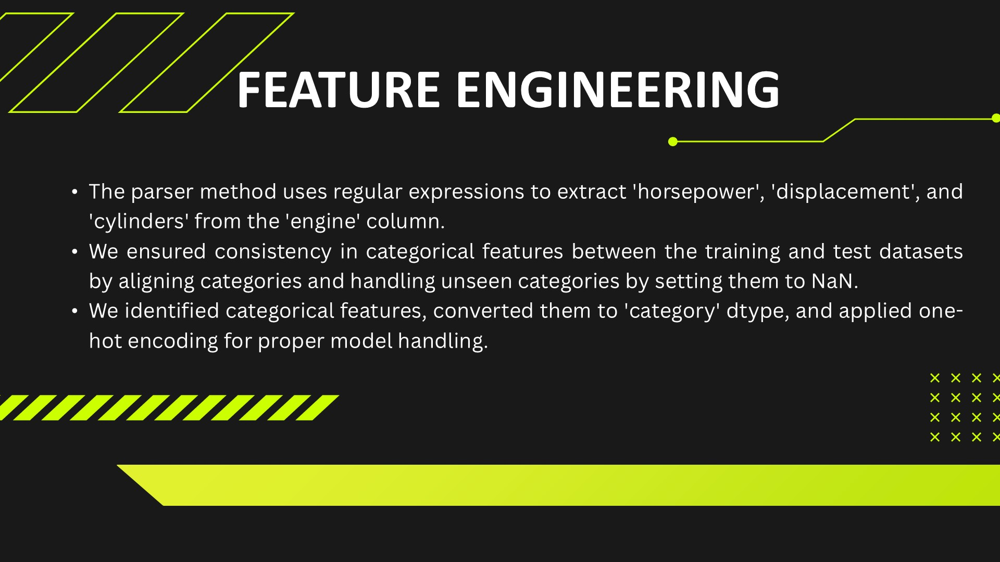 FEATURE ENGINEERING
• The parser method uses regular expressions to extract 'horsepower', 'displacement', and
'cylinders' from the 'engine' column.
• We ensured consistency in categorical features between the training and test datasets
by aligning categories and handling unseen categories by setting them to NaN.
• We identified categorical features, converted them to 'category' dtype, and applied one-
hot encoding for proper model handling.